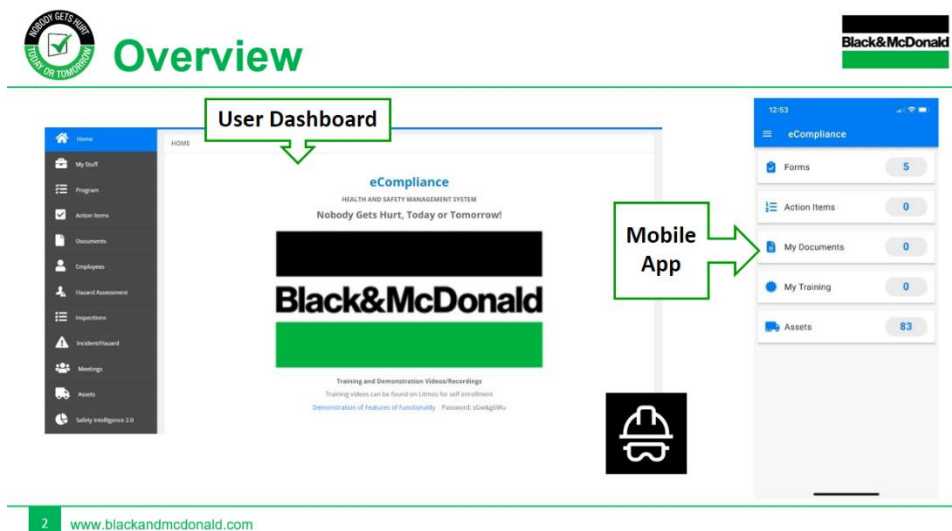 NOBODY GETS HURT
TODAY OR TOMORROW
Overview
Black&McDonald
User Dashboard
Home
My Stuff
Program
Action Items
Documents
Employees
Hazard Assessment
Inspections
Incident/Hazard
Meetings
Assets
Safety Intelligence 2.0
HOME
eCompliance
HEALTH AND SAFETY MANAGEMENT SYSTEM
Nobody Gets Hurt, Today or Tomorrow!
Black&McDonald
Training and Demonstration Videos/Recordings
Training videos can be found on Litmos for self enrollment
Demonstration of Features of Functionality Password:
Mobile
App
12:53
eCompliance
Forms 5
Action Items 0
My Documents 0
My Training 0
Assets 83
2 www.blackandmcdonald.com